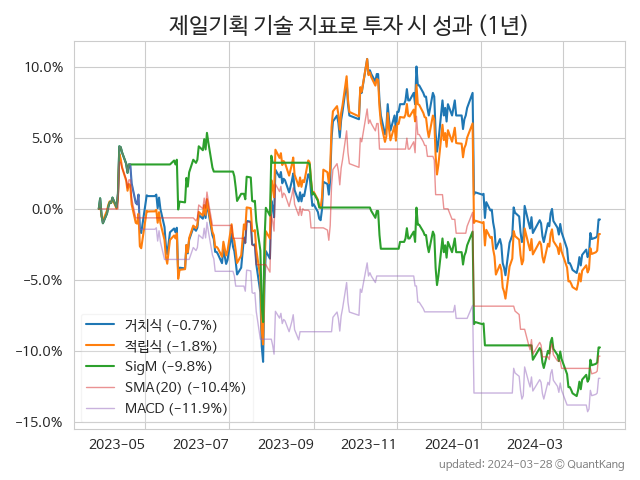 제일기획 기술 지표로 투자 시 성과 (1년)
10.0%
5.0%
0.0%
−5.0%
−10.0%
−15.0%
거치식 (−0.7%)
적립식 (−1.8%)
SigM (−9.8%)
SMA(20) (−10.4%)
MACD (−11.9%)
2023-05 2023-07 2023-09 2023-11 2024-01 2024-03
updated: 2024-03-28 © QuantKang